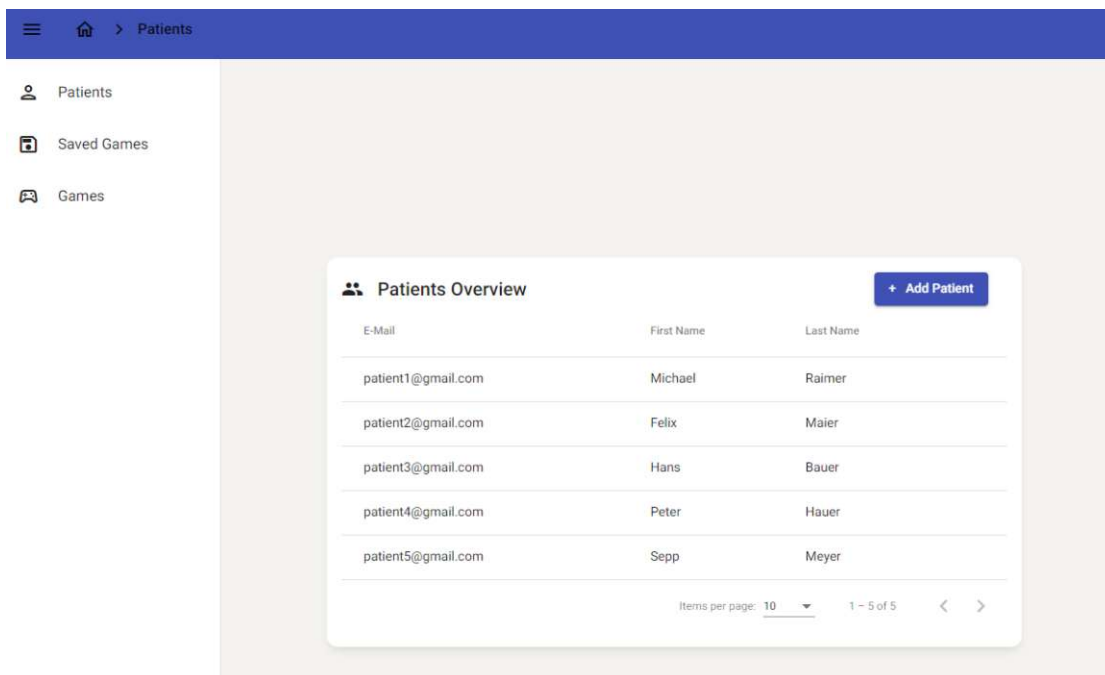 > Patients
Patients
Saved Games
Games
Patients Overview
+ Add Patient
E-Mail First Name Last Name
patient1@gmail.com Michael Raimer
patient2@gmail.com Felix Maier
patient3@gmail.com Hans Bauer
patient4@gmail.com Peter Hauer
patient5@gmail.com Sepp Meyer
Items per page: 10 1 – 5 of 5